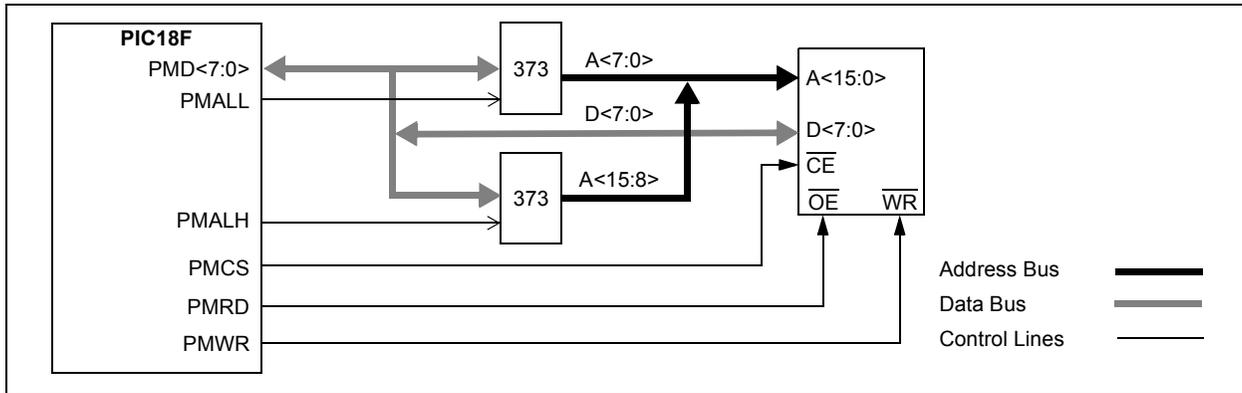 PIC18F
PMD<7:0>
PMALL
PMALH
PMCS
PMRD
PMWR
373
373
A<7:0>
D<7:0>
A<15:8>
A<15:0>
D<7:0>
CE
OE WR
Address Bus
Data Bus
Control Lines